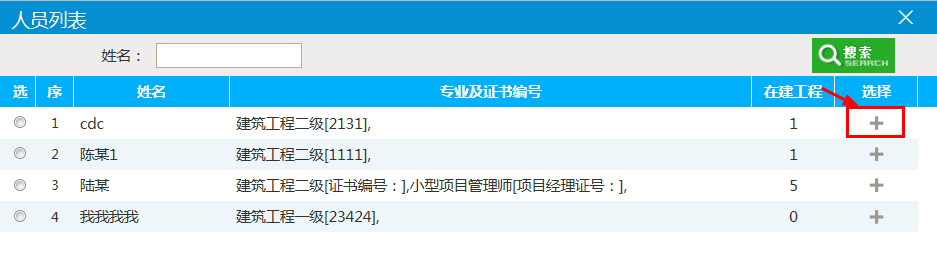 人员列表
姓名：
搜索
SEARCH
选 序 姓名 专业及证书编号 在建工程 选择
1 cdc 建筑工程二级[2131], 1
2 陈某1 建筑工程二级[1111], 1
3 陆某 建筑工程二级[证书编号：],小型项目管理师[项目经理证号：], 5
4 我我我我 建筑工程一级[23424], 0